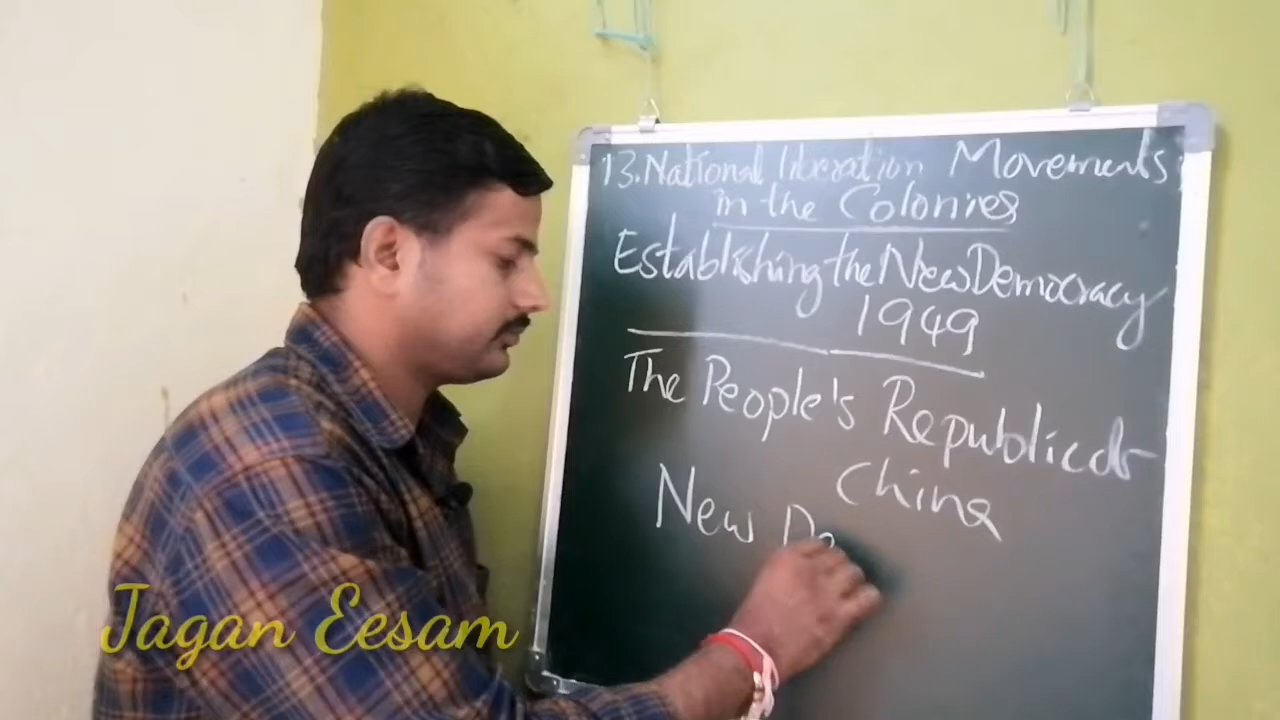 13. National liberation Movements
in the Colonies
Establishing the New Democracy
1949
The People's Republic of
China
New De
Jagan Eesam